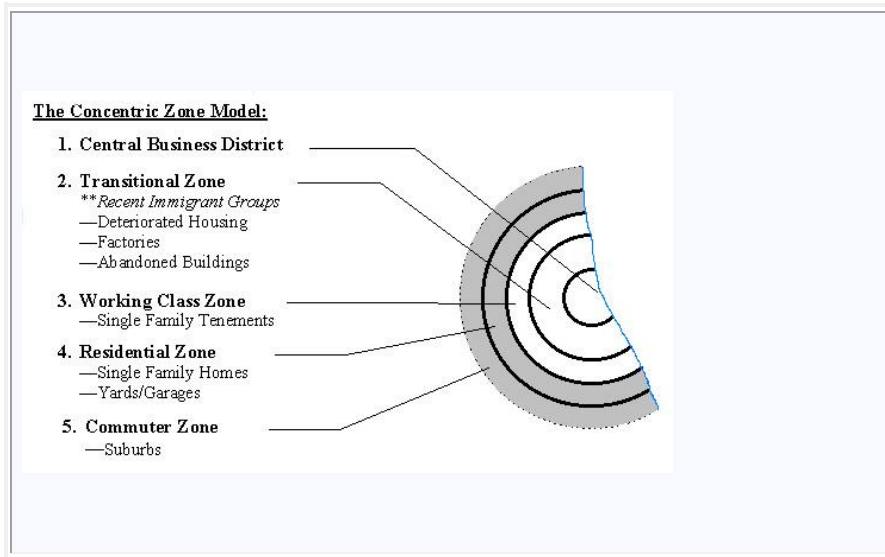 The Concentric Zone Model:
1. Central Business District
2. Transitional Zone
**Recent Immigrant Groups
—Deteriorated Housing
—Factories
—Abandoned Buildings
3. Working Class Zone
—Single Family Tenements
4. Residential Zone
—Single Family Homes
—Yards/Garages
5. Commuter Zone
—Suburbs